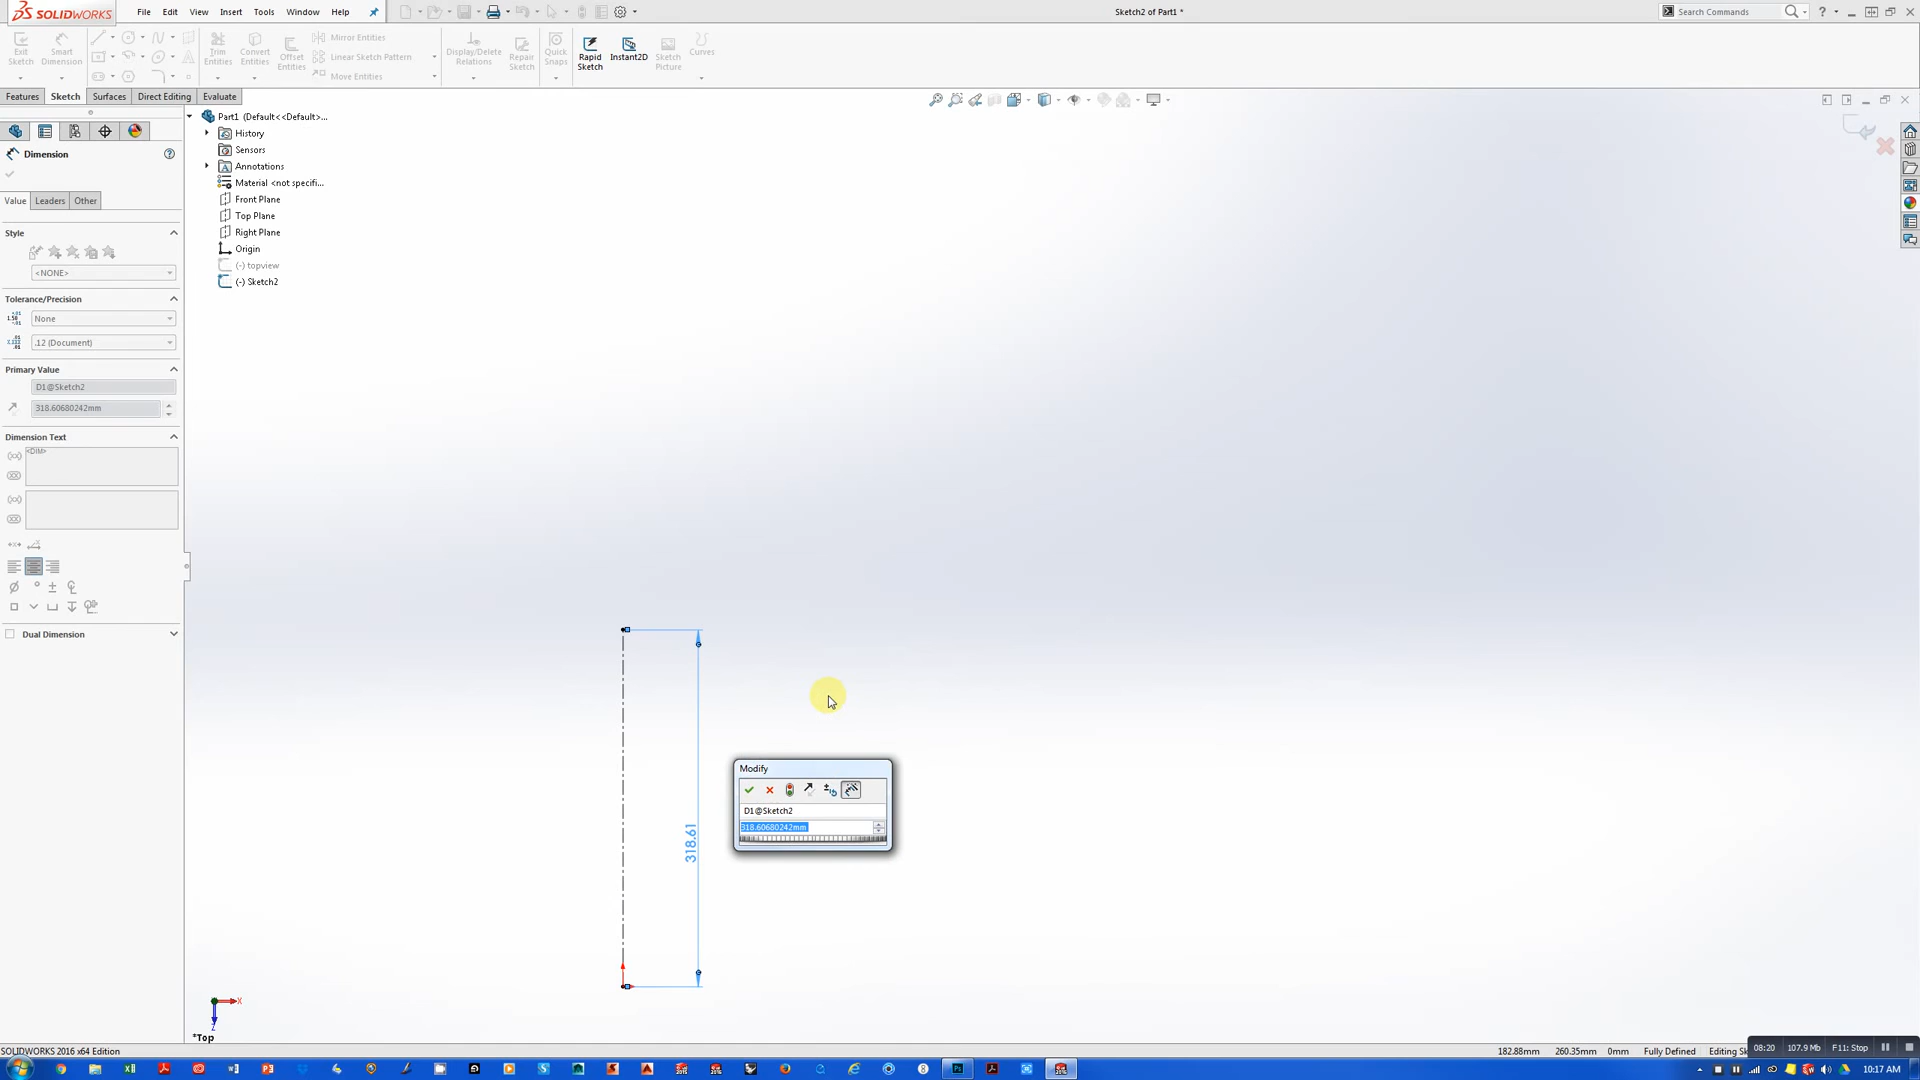 SOLIDWORKS File Edit View Insert Tools Window Help Sketch2 of Part1 * Search Commands
Exit Sketch Smart Dimension Trim Entities Convert Entities Offset Entities Mirror Entities Linear Sketch Pattern Move Entities Display/Delete Relations Repair Sketch Quick Snaps Rapid Sketch Instant2D Sketch Picture Curves
Features Sketch Surfaces Direct Editing Evaluate
Part1 (Default<<Default>...
History
Sensors
Annotations
Material <not specifi...
Front Plane
Top Plane
Right Plane
Origin
(-) topview
(-) Sketch2
Dimension
Value Leaders Other
Style
<NONE>
Tolerance/Precision
None
.12 (Document)
Primary Value
D1@Sketch2
318.60680242mm
Dimension Text
<DIM>
Dual Dimension
318.61
Modify
D1@Sketch2
318.60680242mm
X
Z
*Top
SOLIDWORKS 2016 x64 Edition 182.88mm 260.35mm 0mm Fully Defined Editing Sk
08:20 107.9 Mb F11: Stop
10:17 AM